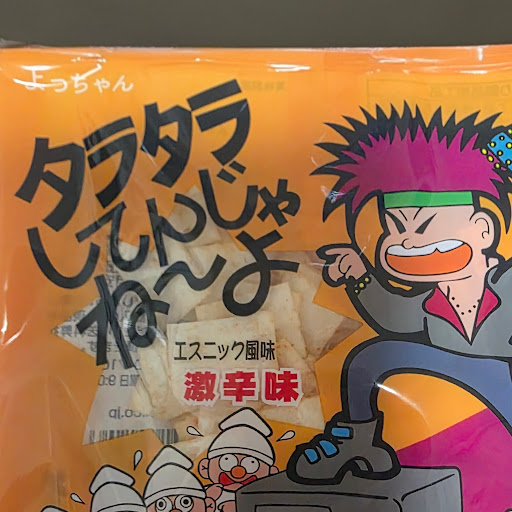 よっちゃん
タラタラ
してんじゃ
ね〜よ
エスニック風味
激辛味